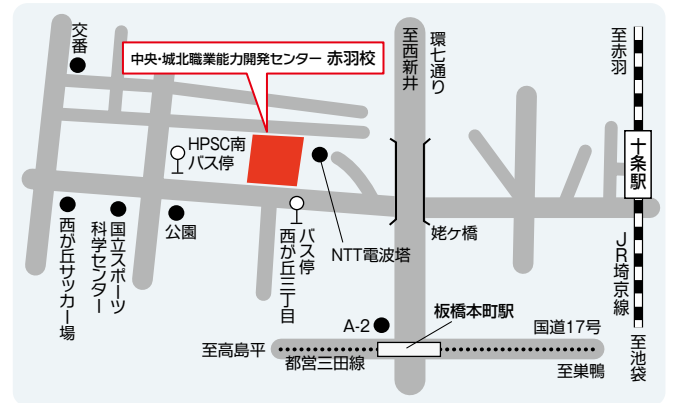 交番
中央・城北職業能力開発センター 赤羽校
至西新井
環七通り
至赤羽
十条駅
HPSC南
バス停
西が丘サッカー場
国立スポーツ
科学センター
公園
バス停
西が丘三丁目
NTT電波塔
姥ケ橋
JR埼京線
至池袋
A-2
板橋本町駅
国道17号
至高島平
都営三田線
至巣鴨